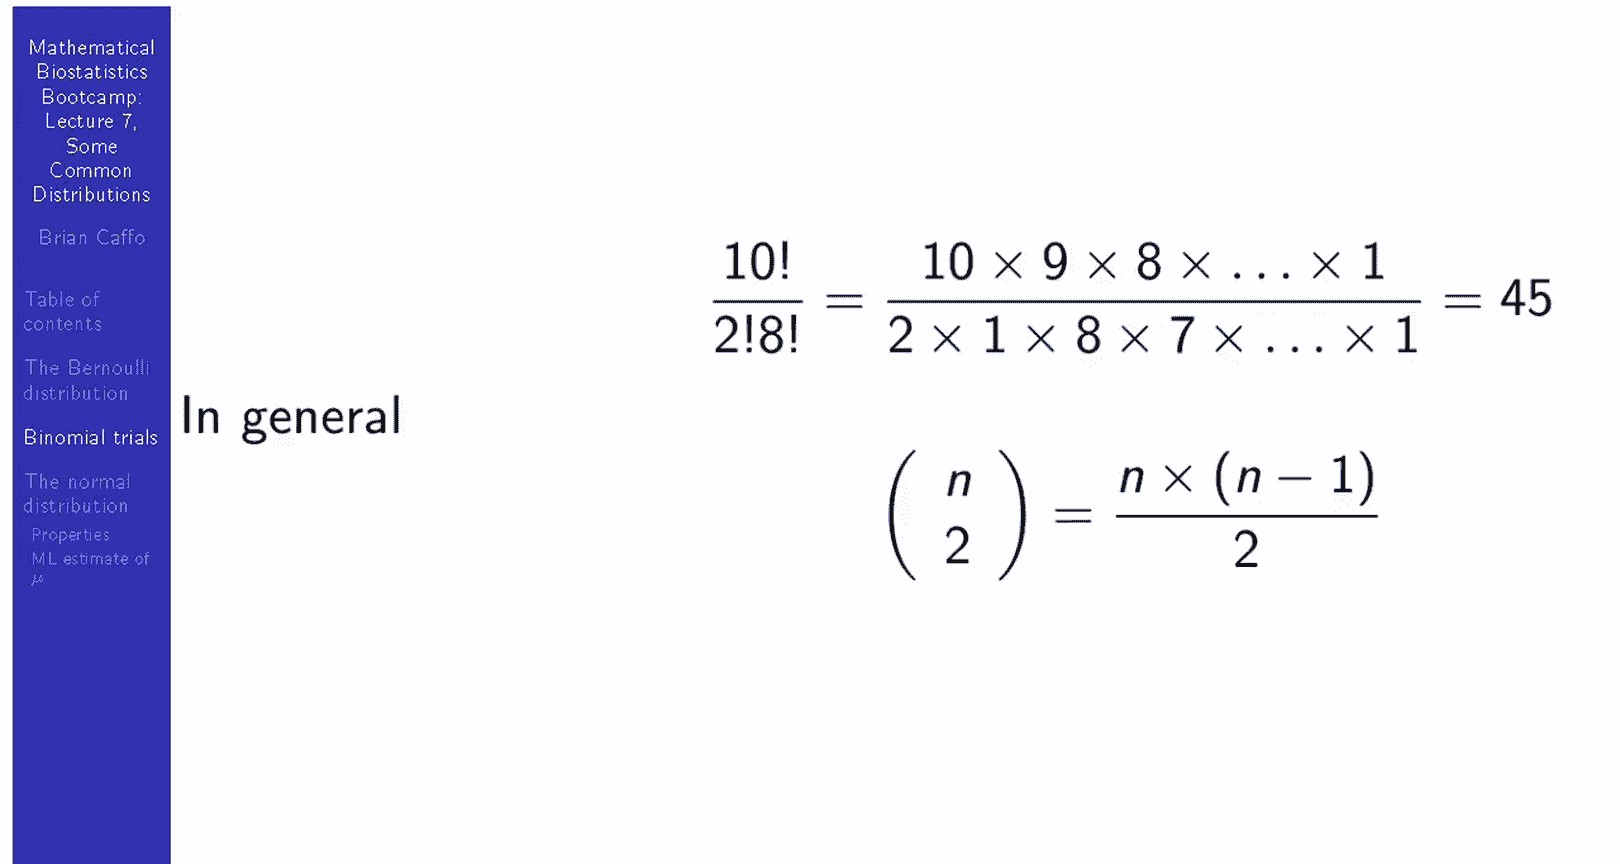 Mathematical
Biostatistics
Bootcamp:
Lecture 7,
Some
Common
Distributions
Brian Caffo
Table of
contents
The Bernoulli
distribution
Binomial trials
The normal
distribution
Properties
ML estimate of
μ
10! / 2!8! = 10 × 9 × 8 × … × 1 / 2 × 1 × 8 × 7 × … × 1 = 45
In general
( n 2 ) = n × (n − 1) / 2